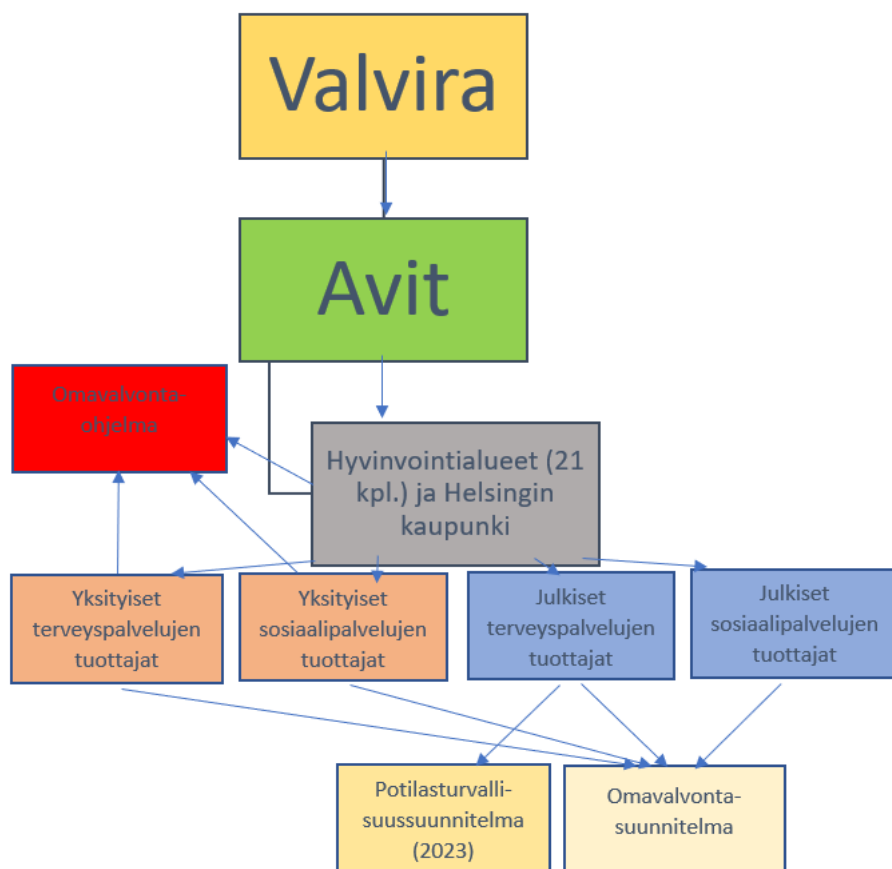 Valvira
Avit
Omavalvonta-
ohjelma
Hyvinvointialueet (21
kpl.) ja Helsingin
kaupunki
Yksityiset
terveyspalvelujen
tuottajat
Yksityiset
sosiaalipalvelujen
tuottajat
Julkiset
terveyspalvelujen
tuottajat
Julkiset
sosiaalipalvelujen
tuottajat
Potilasturvalli-
suussuunnitelma
(2023)
Omavalvonta-
suunnitelma